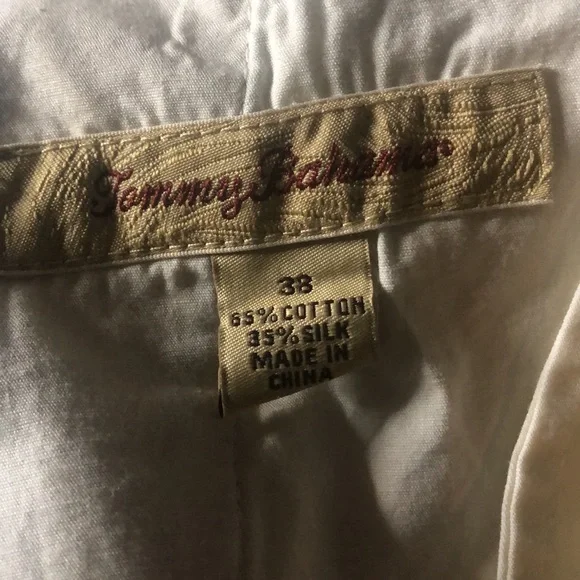 Tommy Bahama®
38
65% COTTON
35% SILK
MADE IN
CHINA